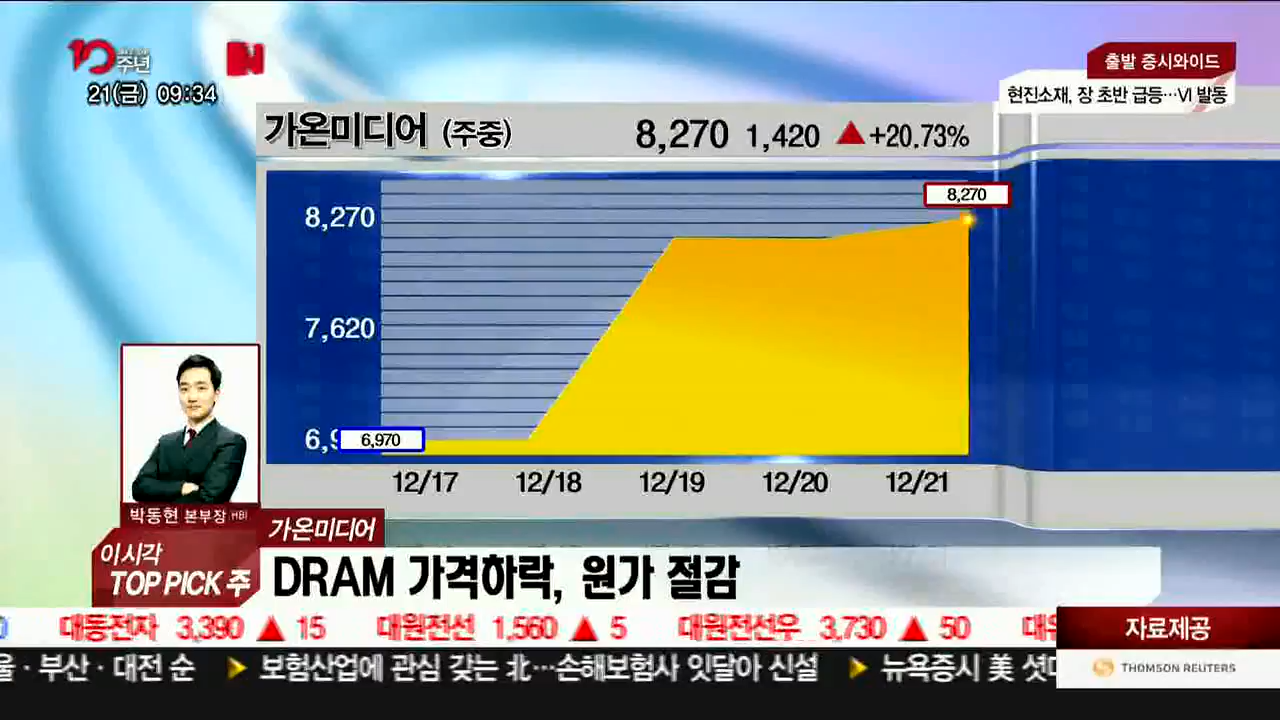 10주년
21(금) 09:34
출발 증시와이드
현진소재, 장 초반 급등…VI 발동
가온미디어 (주중) 8,270 1,420 ▲+20.73%
8,270
8,270
7,620
6,970
12/17 12/18 12/19 12/20 12/21
박동현 본부장 HBI
가온미디어
이시각
TOP PICK 주
DRAM 가격하락, 원가 절감
대동전자 3,390 ▲ 15 대원전선 1,560 ▲ 5 대원전선우 3,730 ▲ 50
자료제공
· 부산 · 대전 순 ▶ 보험산업에 관심 갖는 北…손해보험사 잇달아 신설 ▶ 뉴욕증시 美 셧
THOMSON REUTERS